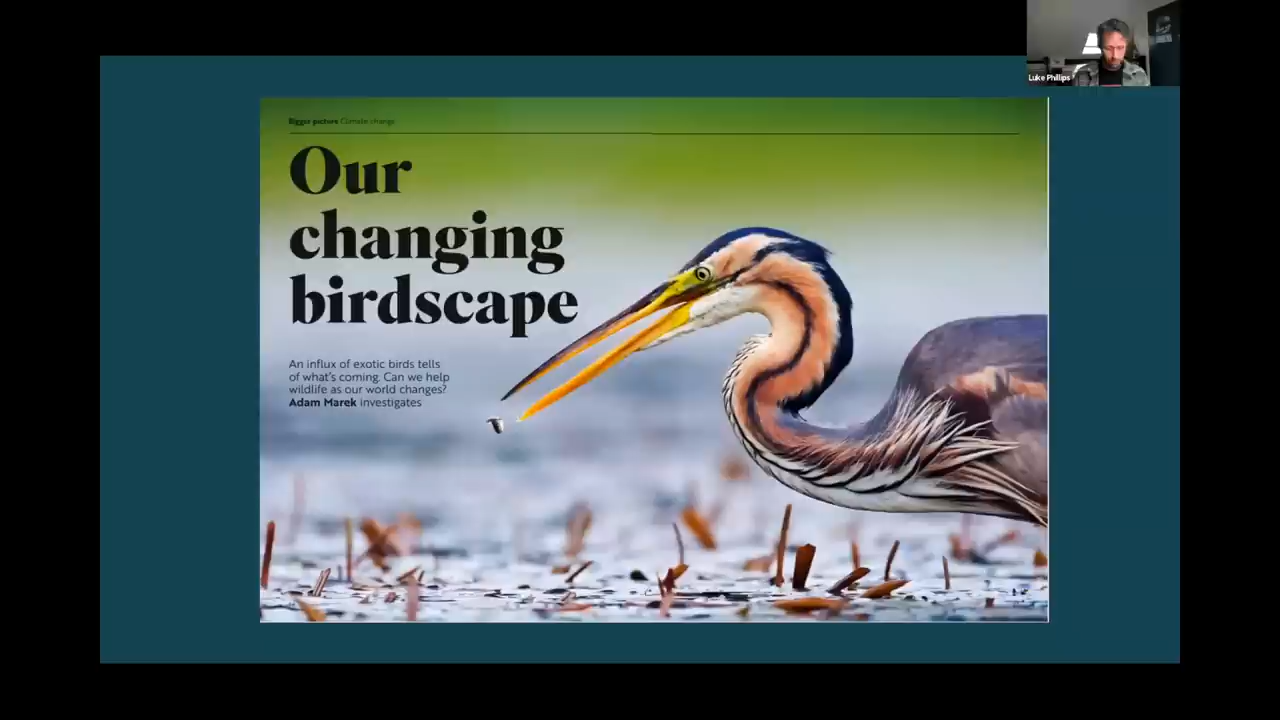 Luke Phillips
Bigger picture Climate change
Our
changing
birdscape
An influx of exotic birds tells
of what's coming. Can we help
wildlife as our world changes?
Adam Marek investigates